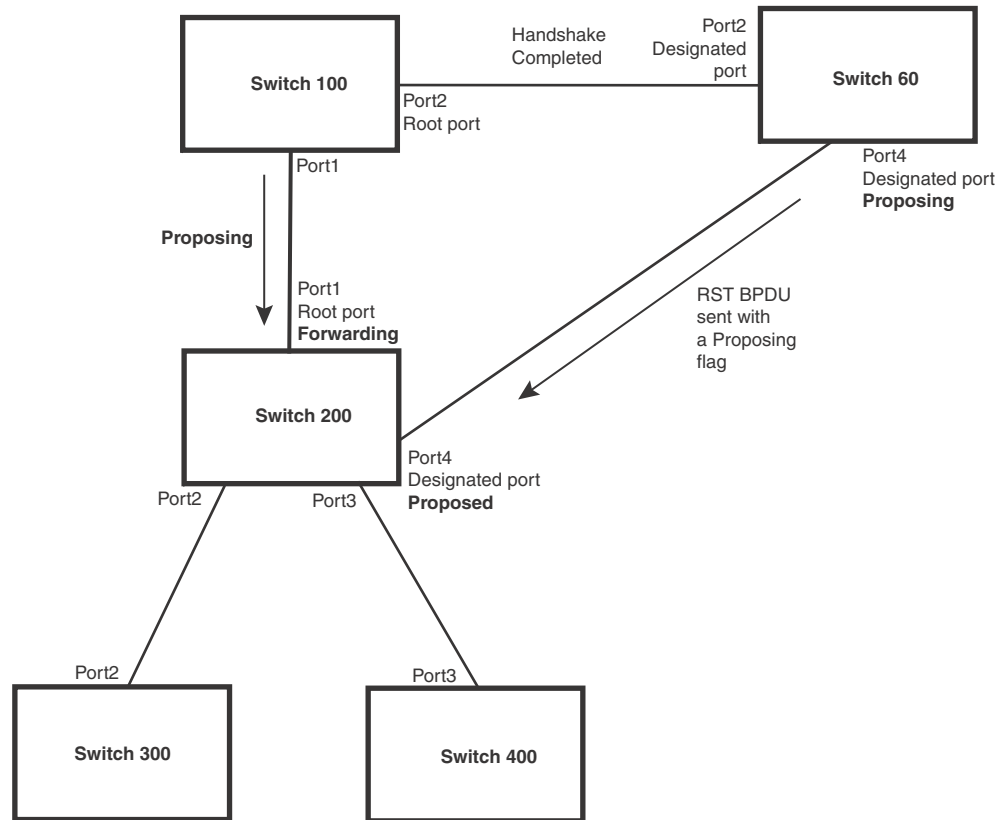 Handshake
Completed
Port2
Designated
port
Switch 100
Switch 60
Port2
Root port
Port1
Port4
Designated port
Proposing
Proposing
Port1
Root port
Forwarding
RST BPDU
sent with
a Proposing
flag
Switch 200
Port4
Designated port
Proposed
Port2
Port3
Port2
Port3
Switch 300
Switch 400